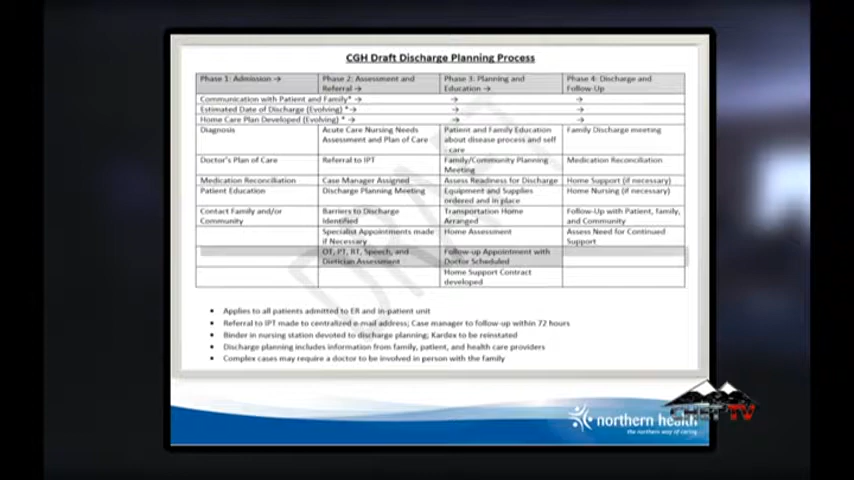 CGH Draft Discharge Planning Process
Phase 1: Admission → Phase 2: Assessment and Referral → Phase 3: Planning and Education → Phase 4: Discharge and Follow-Up
Communication with Patient and Family* → → →
Estimated Date of Discharge (Evolving) * → → →
Home Care Plan Developed (Evolving) * → → →
Diagnosis Acute Care Nursing Needs Assessment and Plan of Care Patient and Family Education about disease process and self - care Family Discharge meeting
Doctor's Plan of Care Referral to IPT Family/Community Planning Meeting Medication Reconciliation
Medication Reconciliation Case Manager Assigned Assess Readiness for Discharge Home Support (if necessary)
Patient Education Discharge Planning Meeting Equipment and Supplies ordered and in place Home Nursing (if necessary)
Contact Family and/or Community Barriers to Discharge Identified Transportation Home Arranged Follow-Up with Patient, family, and Community
Specialist Appointments made if Necessary Home Assessment Assess Need for Continued Support
OT, PT, RT, Speech, and Dietician Assessment Follow-up Appointment with Doctor Scheduled
Home Support Contract developed
DRAFT
• Applies to all patients admitted to ER and in-patient unit
• Referral to IPT made to centralized e-mail address; Case manager to follow-up within 72 hours
• Binder in nursing station devoted to discharge planning; Kardex to be reinstated
• Discharge planning includes information from family, patient, and health care providers
• Complex cases may require a doctor to be involved in person with the family
northern health
the northern way of caring
CHET TV